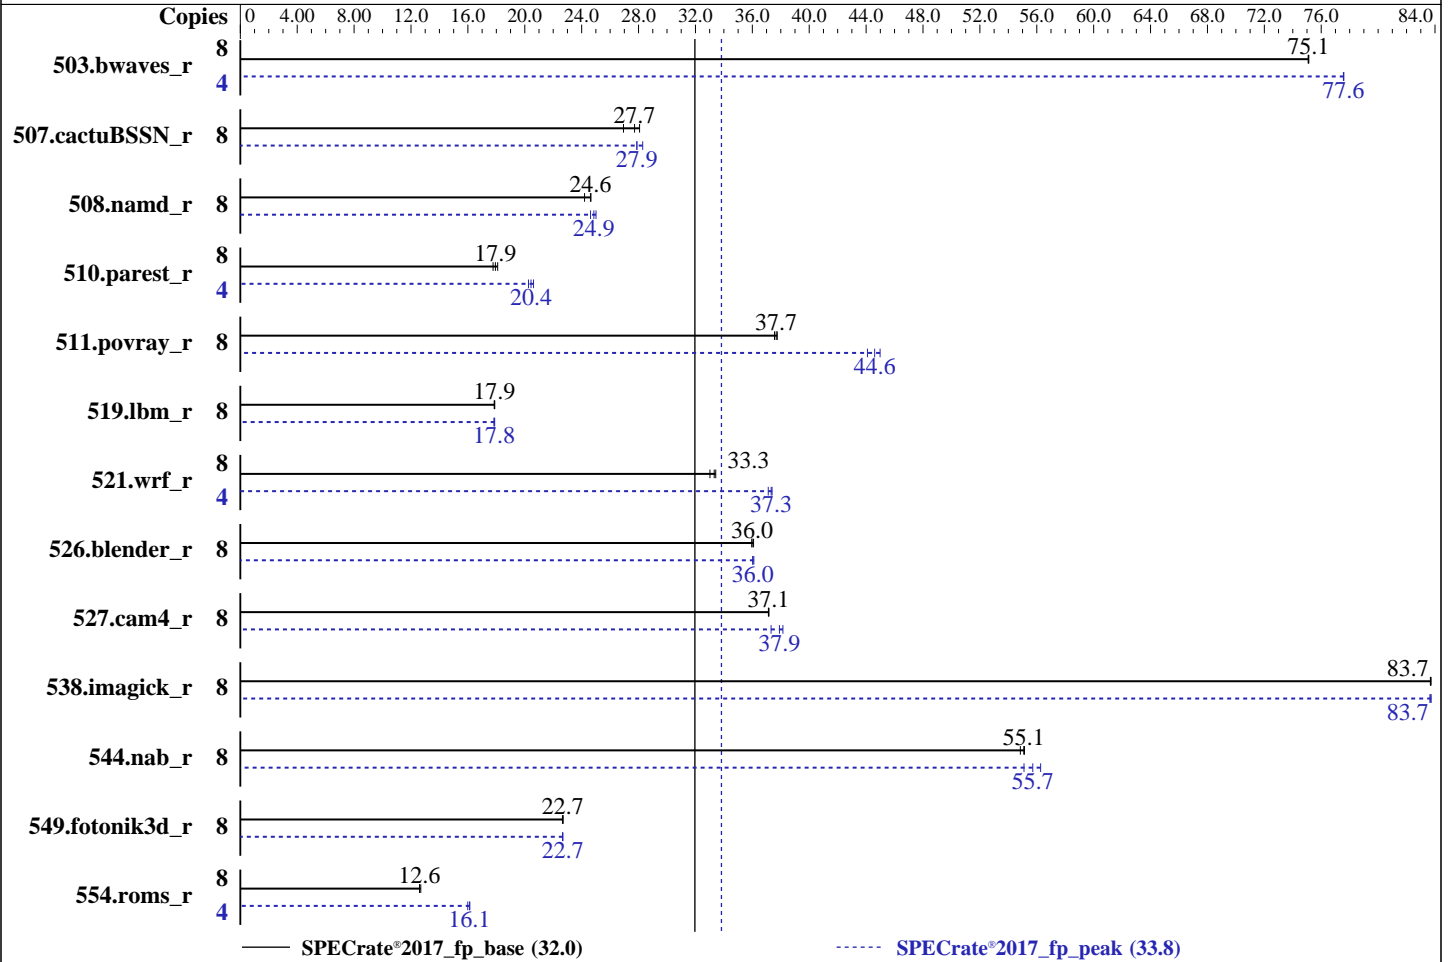 Copies 0 4.00 8.00 12.0 16.0 20.0 24.0 28.0 32.0 36.0 40.0 44.0 48.0 52.0 56.0 60.0 64.0 68.0 72.0 76.0 84.0
503.bwaves_r 8 75.1
4 77.6
507.cactuBSSN_r 8 27.7
27.9
508.namd_r 8 24.6
24.9
510.parest_r 8 17.9
4 20.4
511.povray_r 8 37.7
44.6
519.lbm_r 8 17.9
17.8
521.wrf_r 8 33.3
4 37.3
526.blender_r 8 36.0
36.0
527.cam4_r 8 37.1
37.9
538.imagick_r 8 83.7
83.7
544.nab_r 8 55.1
55.7
549.fotonik3d_r 8 22.7
22.7
554.roms_r 8 12.6
4 16.1
SPECrate®2017_fp_base (32.0) SPECrate®2017_fp_peak (33.8)